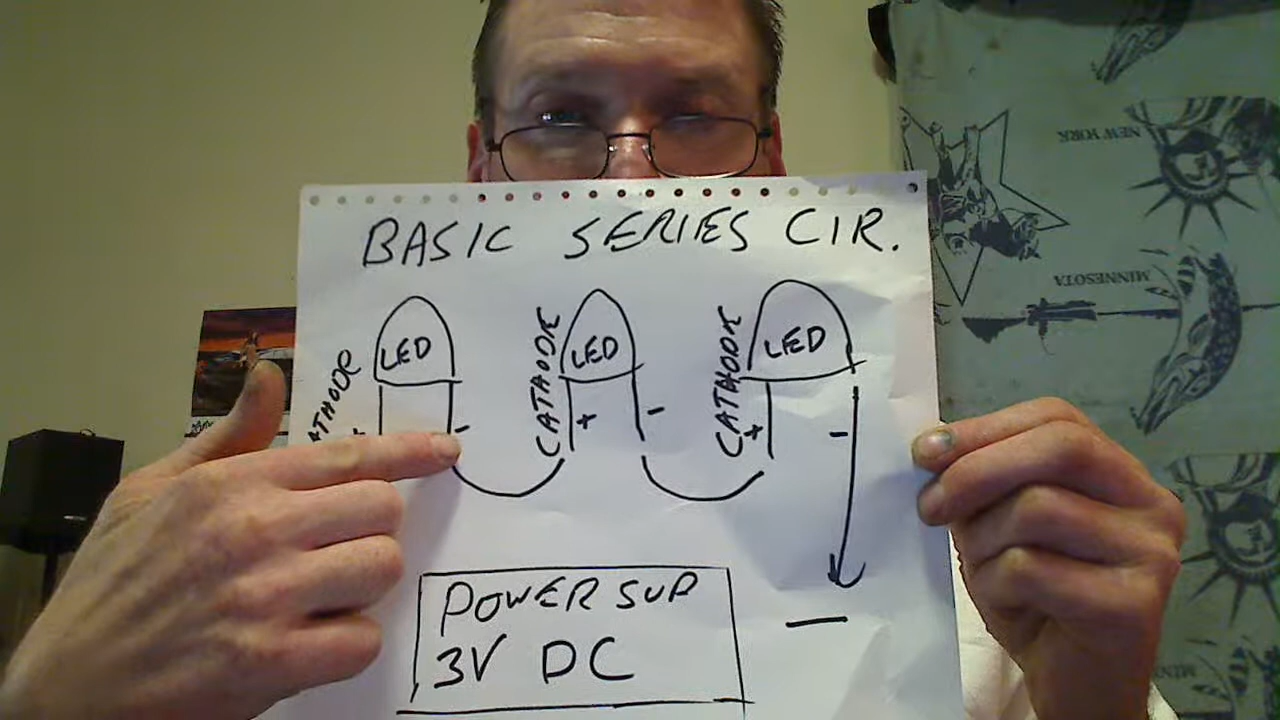 BASIC SERIES CIR.
LED
LED
LED
CATHODE
CATHODE
+
+
-
-
-
POWER SUP
3V DC
—
NEW YORK
MINNESOTA